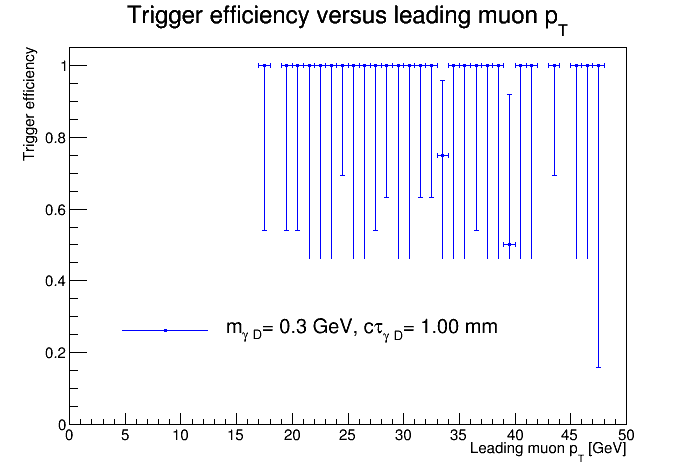 Trigger efficiency versus leading muon p_T
Trigger efficiency
1
0.8
0.6
0.4
0.2
0
m_γ D= 0.3 GeV, cτ_γ D= 1.00 mm
0 5 10 15 20 25 30 35 40 45 50
Leading muon p_T [GeV]